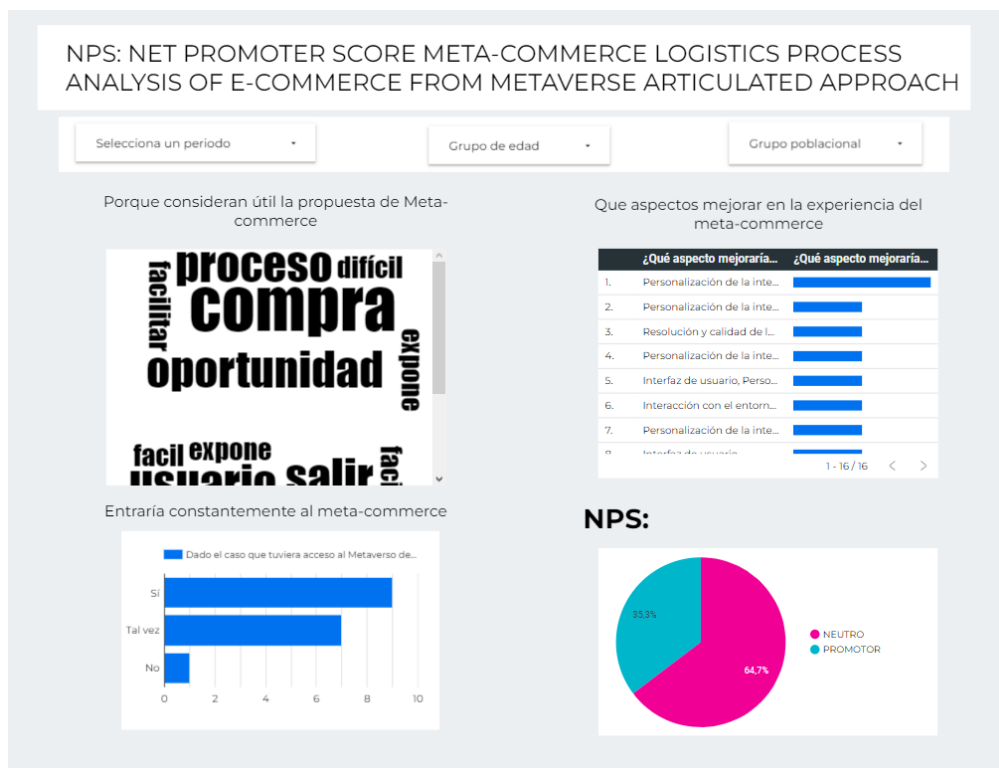 NPS: NET PROMOTER SCORE META-COMMERCE LOGISTICS PROCESS
ANALYSIS OF E-COMMERCE FROM METAVERSE ARTICULATED APPROACH
Selecciona un periodo
Grupo de edad
Grupo poblacional
Porque consideran útil la propuesta de Meta-
commerce
facilitar
proceso
difícil
compra
oportunidad
expone
facil
expone
usuario
salir
faci
Que aspectos mejorar en la experiencia del
meta-commerce
¿Qué aspecto mejoraría... ¿Qué aspecto mejoraría...
1. Personalización de la inte...
2. Personalización de la inte...
3. Resolución y calidad de l...
4. Personalización de la inte...
5. Interfaz de usuario, Perso...
6. Interacción con el entorn...
7. Personalización de la inte...
8. Interfaz de usuario
1 - 16 / 16 < >
Entraría constantemente al meta-commerce
Dado el caso que tuviera acceso al Metaverso de...
Sí
Tal vez
No
0 2 4 6 8 10
NPS:
35,3%
64,7%
NEUTRO
PROMOTOR